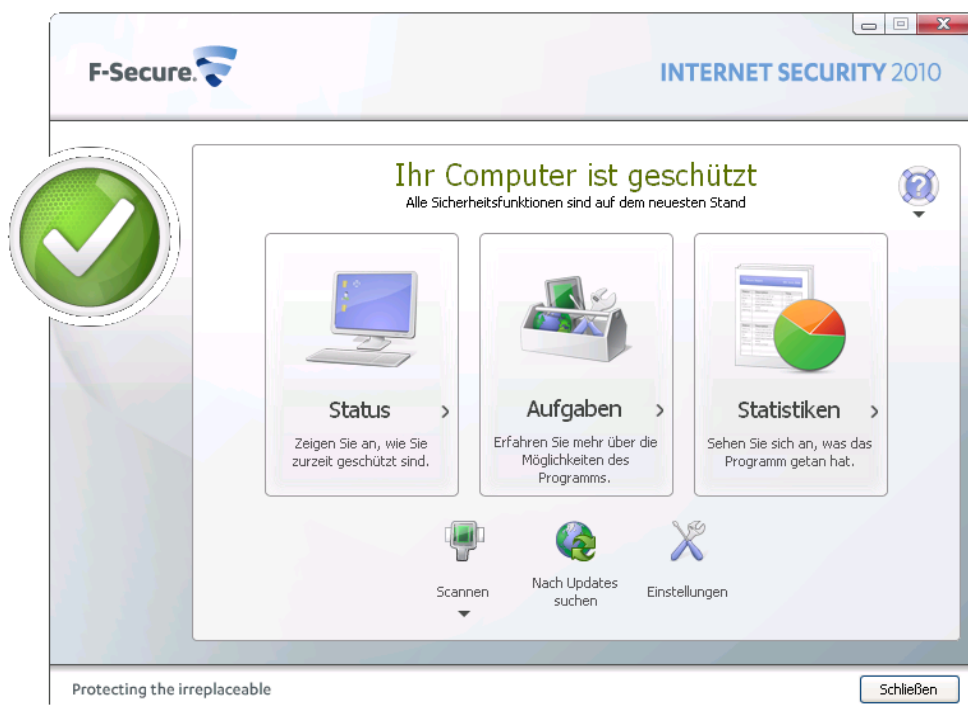 F-Secure.
INTERNET SECURITY 2010
Ihr Computer ist geschützt
Alle Sicherheitsfunktionen sind auf dem neuesten Stand
Status
Zeigen Sie an, wie Sie
zurzeit geschützt sind.
Aufgaben
Erfahren Sie mehr über die
Möglichkeiten des
Programms.
Statistiken
Sehen Sie sich an, was das
Programm getan hat.
Scannen
Nach Updates
suchen
Einstellungen
Protecting the irreplaceable
Schließen